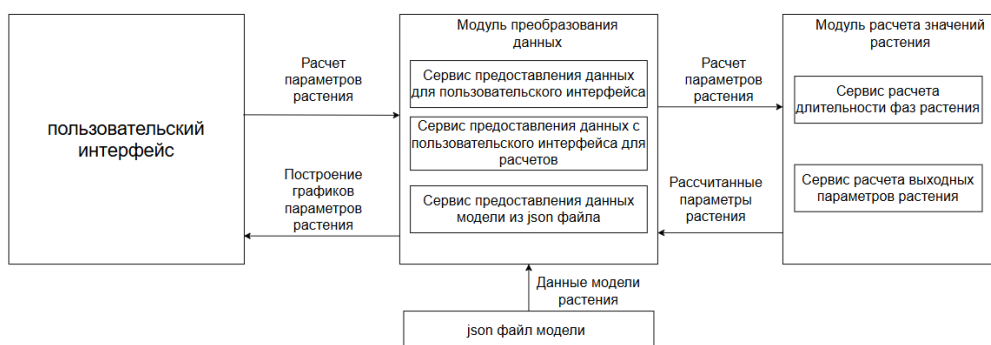 пользовательский
интерфейс
Расчет
параметров
растения
Построение
графиков
параметров
растения
Модуль преобразования
данных
Сервис предоставления данных
для пользовательского интерфейса
Сервис предоставления данных с
пользовательского интерфейса для
расчетов
Сервис предоставления данных
модели из json файла
Расчет
параметров
растения
Рассчитанные
параметры
растения
Модуль расчета значений
растения
Сервис расчета
длительности фаз растения
Сервис расчета выходных
параметров растения
Данные модели
растения
json файл модели